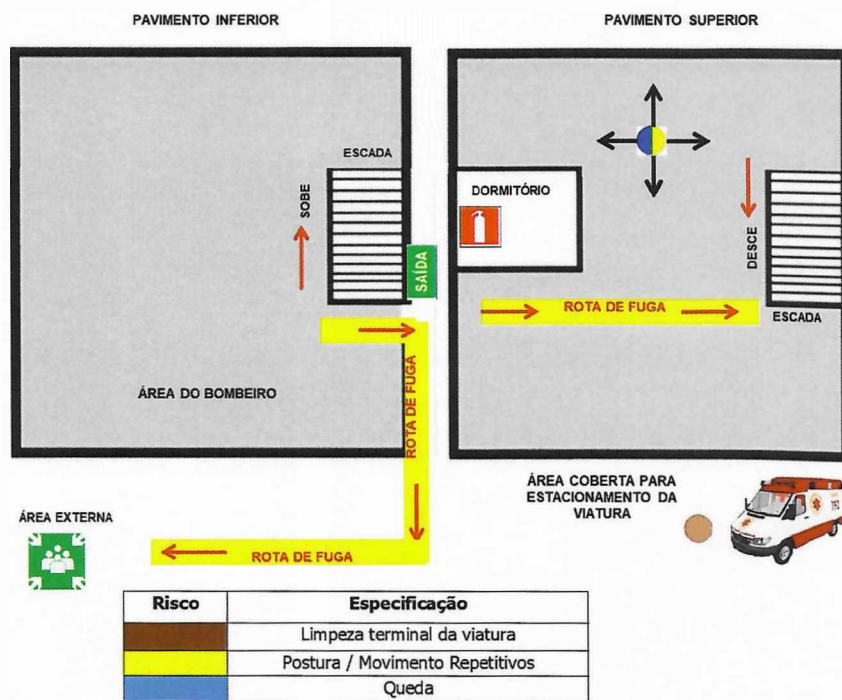 PAVIMENTO INFERIOR
PAVIMENTO SUPERIOR
ESCADA
SOBE
SAÍDA
ROTA DE FUGA
ÁREA DO BOMBEIRO
DORMITÓRIO
DESCE
ROTA DE FUGA
ESCADA
ÁREA COBERTA PARA
ESTACIONAMENTO DA
VIATURA
ÁREA EXTERNA
ROTA DE FUGA
Risco Especificação
Limpeza terminal da viatura
Postura / Movimento Repetitivos
Queda